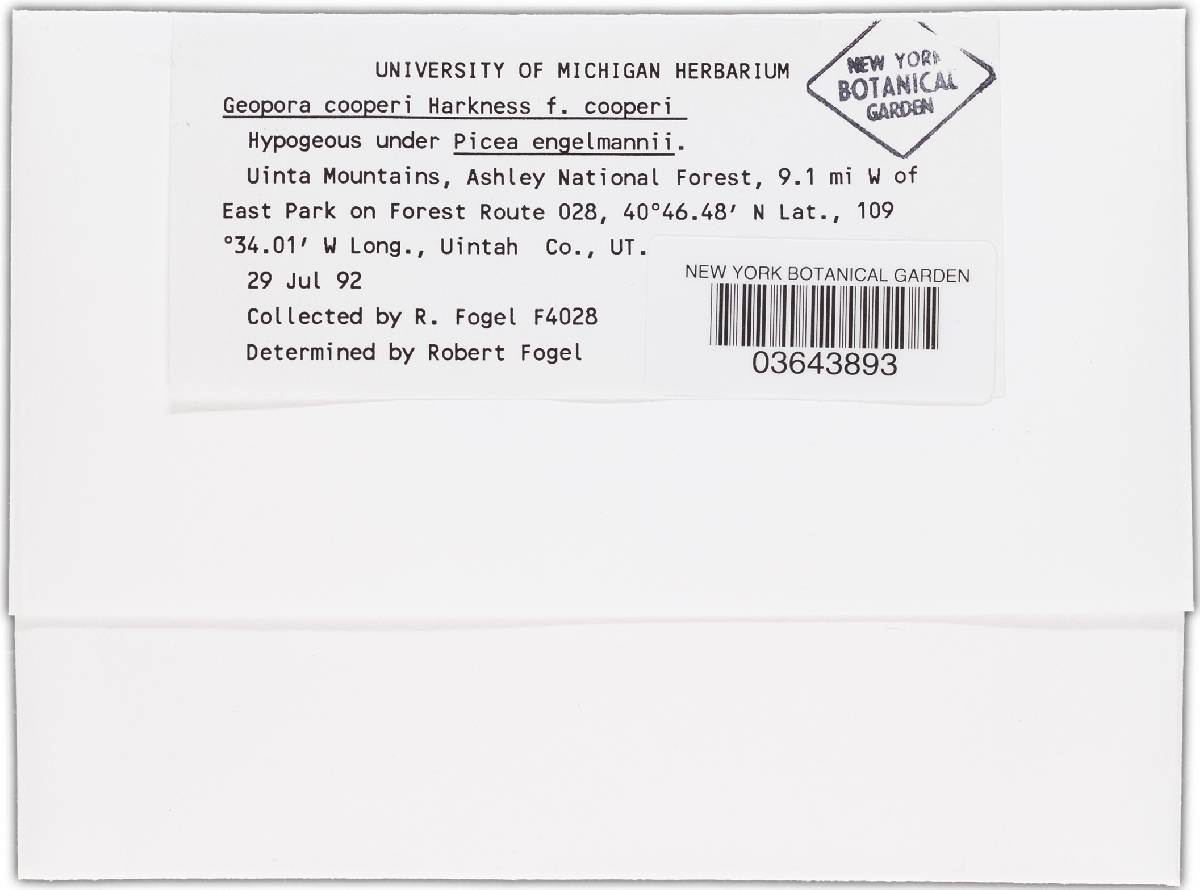 UNIVERSITY OF MICHIGAN HERBARIUM
NEW YORK
BOTANICAL
GARDEN
Geopora cooperi Harkness f. cooperi
Hypogeous under Picea engelmannii.
Uinta Mountains, Ashley National Forest, 9.1 mi W of
East Park on Forest Route 028, 40°46.48' N Lat., 109
°34.01' W Long., Uintah Co., UT.
29 Jul 92
Collected by R. Fogel F4028
Determined by Robert Fogel
NEW YORK BOTANICAL GARDEN
03643893